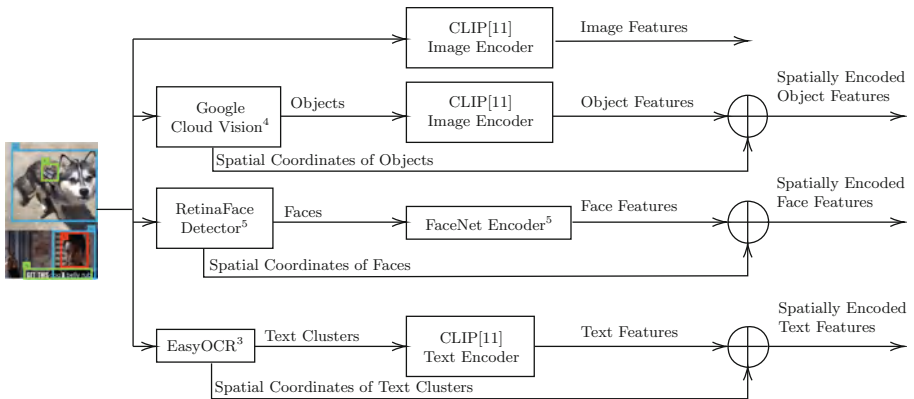 CLIP[11]
Image Encoder
Image Features
Google
Cloud Vision⁴
Objects
CLIP[11]
Image Encoder
Object Features
Spatially Encoded
Object Features
Spatial Coordinates of Objects
RetinaFace
Detector⁵
Faces
FaceNet Encoder⁵
Face Features
Spatially Encoded
Face Features
Spatial Coordinates of Faces
EasyOCR³
Text Clusters
CLIP[11]
Text Encoder
Text Features
Spatially Encoded
Text Features
Spatial Coordinates of Text Clusters